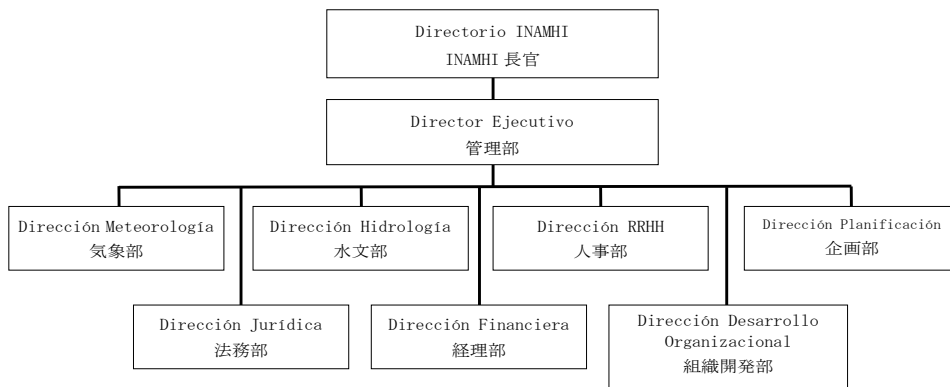 Directorio INAMHI
INAMHI 長官
Director Ejecutivo
管理部
Dirección Meteorología
気象部
Dirección Hidrología
水文部
Dirección RRHH
人事部
Dirección Planificación
企画部
Dirección Jurídica
法務部
Dirección Financiera
経理部
Dirección Desarrollo
Organizacional
組織開発部